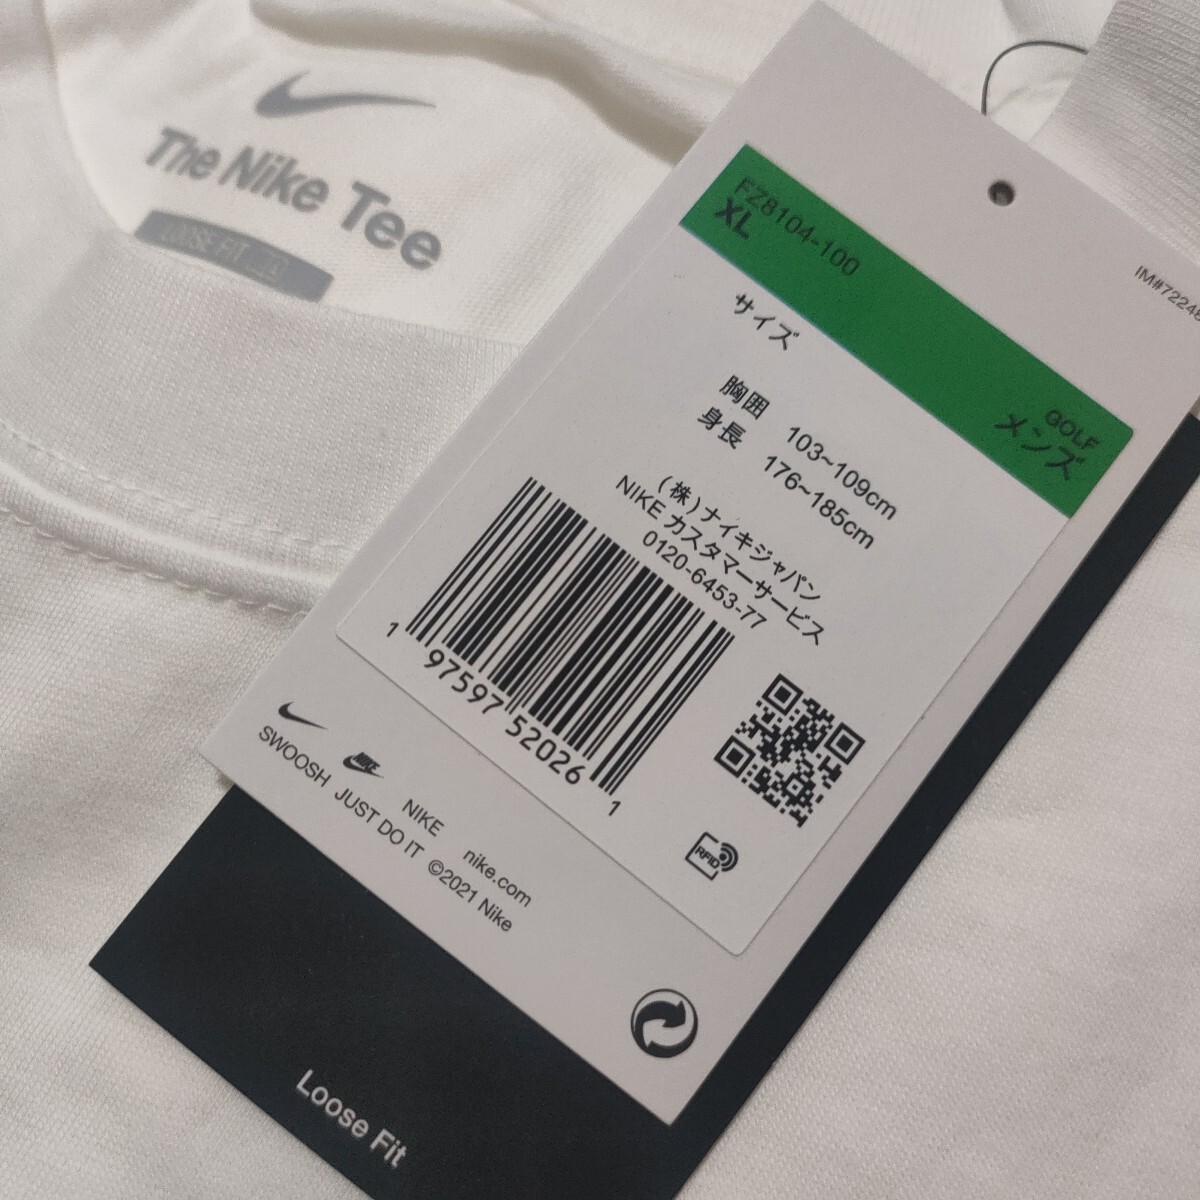 The Nike Tee
LOOSE FIT
FZ8104-100
XL
GOLF
メンズ
サイズ
胸囲 103~109cm
身長 176~185cm
(株)ナイキジャパン
NIKE カスタマーサービス
0120-6453-77
1 97597 52026 1
RFID
NIKE
NIKE nike.com
SWOOSH JUST DO IT ©2021 Nike
Loose Fit